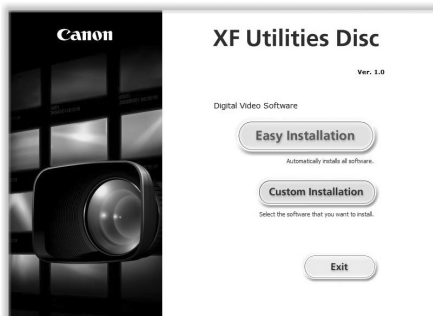 Canon
XF Utilities Disc
Ver. 1.0
Digital Video Software
Easy Installation
Automatically installs all software.
Custom Installation
Select the software that you want to install.
Exit